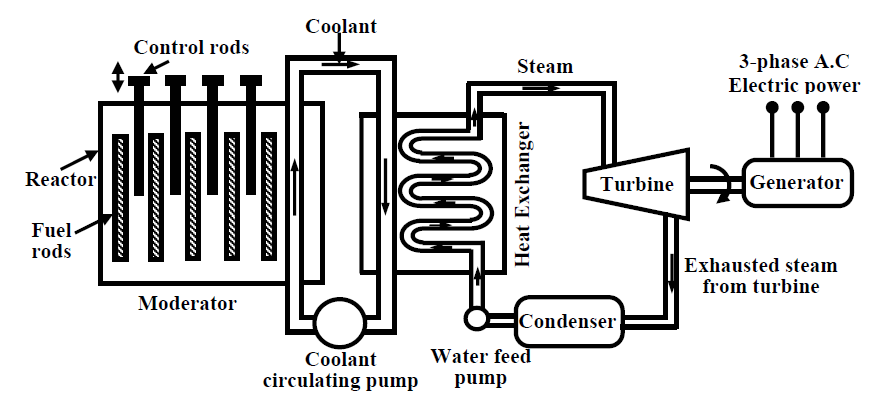 Coolant
Control rods
Steam
3-phase A.C
Electric power
Reactor
Fuel
rods
Heat Exchanger
Turbine
Generator
Moderator
Exhausted steam
from turbine
Condenser
Coolant
circulating pump
Water feed
pump